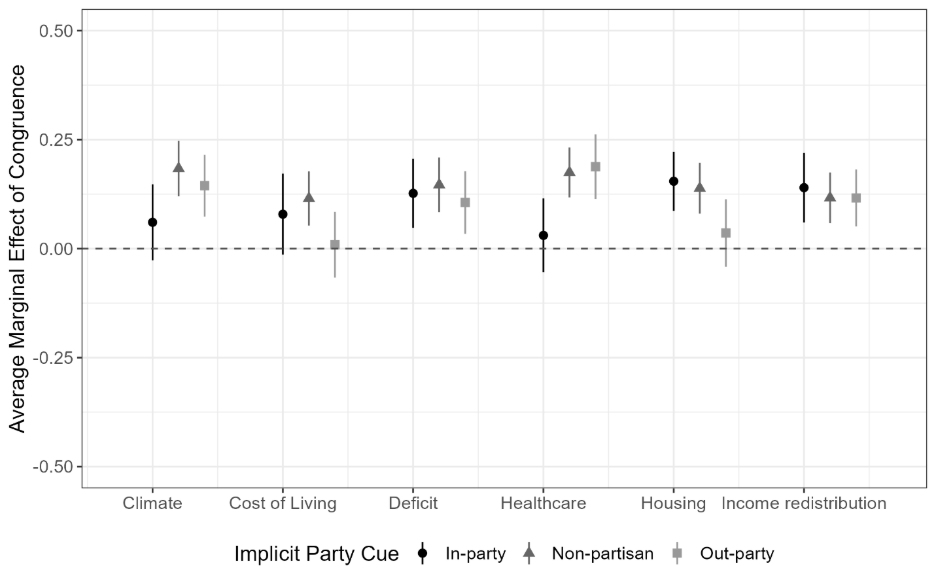 Average Marginal Effect of Congruence
0.50
0.25
0.00
-0.25
-0.50
Climate Cost of Living Deficit Healthcare Housing Income redistribution
Implicit Party Cue In-party Non-partisan Out-party